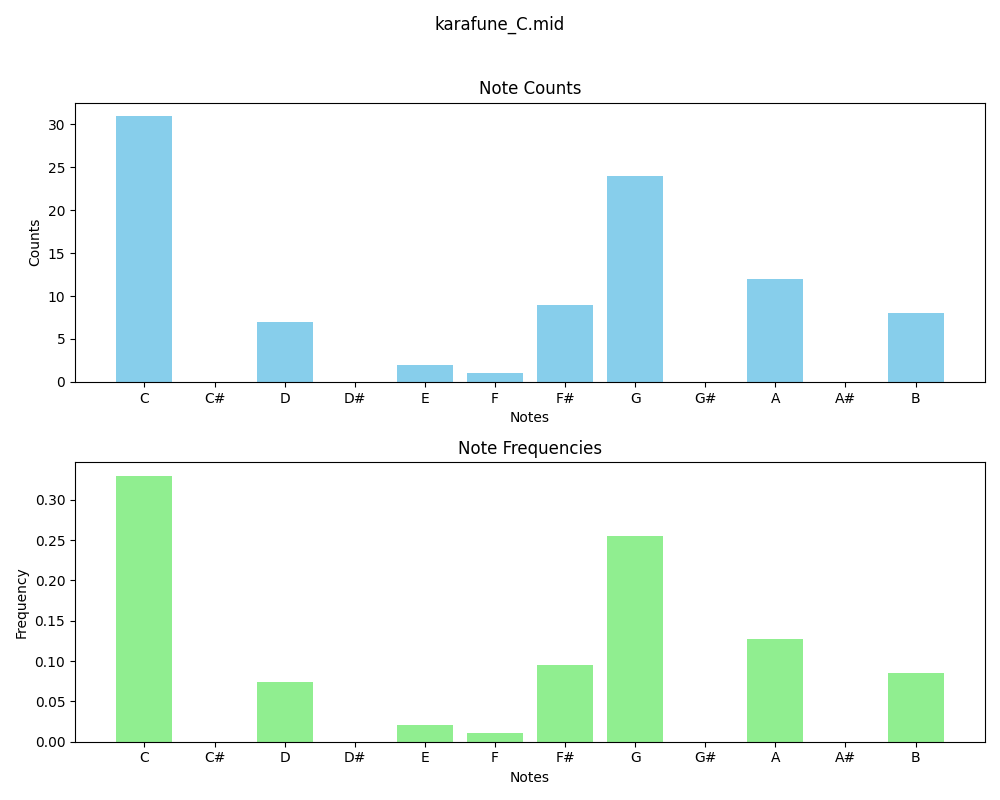 karafune_C.mid
Note Counts
30
25
20
15
10
5
0
Counts
C C# D D# E F F# G G# A A# B
Notes
Note Frequencies
0.30
0.25
0.20
0.15
0.10
0.05
0.00
Frequency
C C# D D# E F F# G G# A A# B
Notes